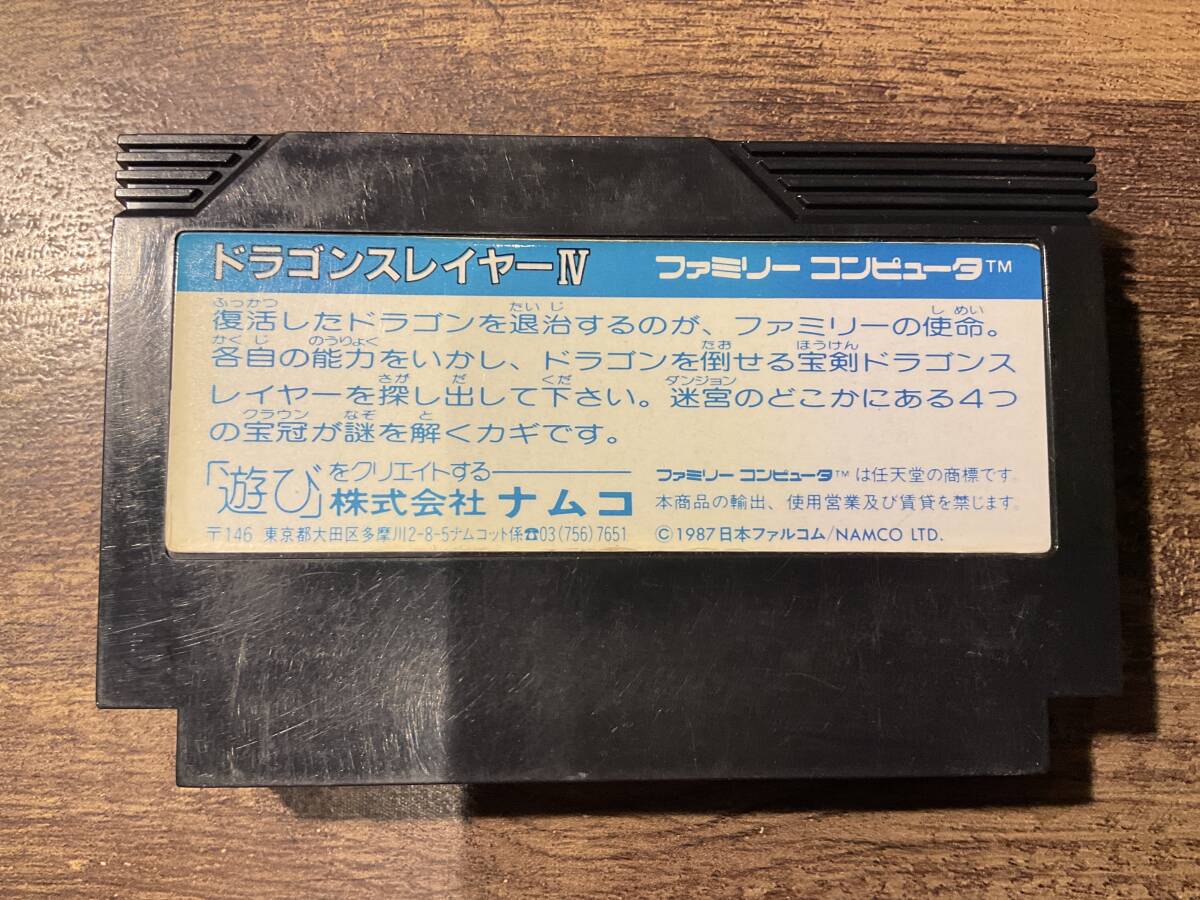 ドラゴンスレイヤーⅣ ファミリー コンピュータ™
復活したドラゴンを退治するのが、ファミリーの使命。
各自の能力をいかし、ドラゴンを倒せる宝剣ドラゴンス
レイヤーを探し出して下さい。迷宮のどこかにある4つ
の宝冠が謎を解くカギです。
ふっかつ たいじ しめい
かくじ のうりょく たお ほうけん
さが だ くだ ダンジョン
クラウン なぞ と
「遊び」をクリエイトする
株式会社 ナムコ
〒146 東京都大田区多摩川2-8-5ナムコット係☎03(756)7651
ファミリー コンピュータ™は任天堂の商標です。
本商品の輸出、使用営業及び賃貸を禁じます。
©1987日本ファルコム/NAMCO LTD.